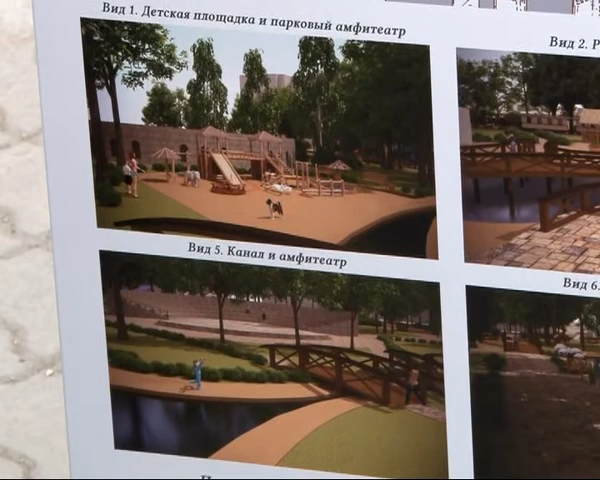 Вид 1. Детская площадка и парковый амфитеатр
Вид 2. Р
Вид 5. Канал и амфитеатр
Вид 6.